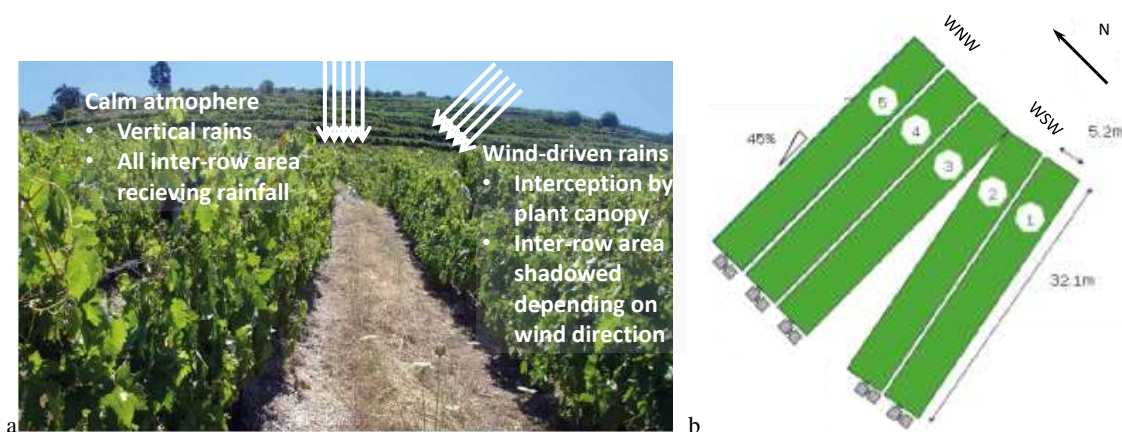 Calm atmophere
• Vertical rains
• All inter-row area
recieving rainfall
Wind-driven rains
• Interception by
plant canopy
• Inter-row area
shadowed
depending on
wind direction
a
WNW
N
WSW
5.2m
5
4
45%
3
2
1
32.1m
b